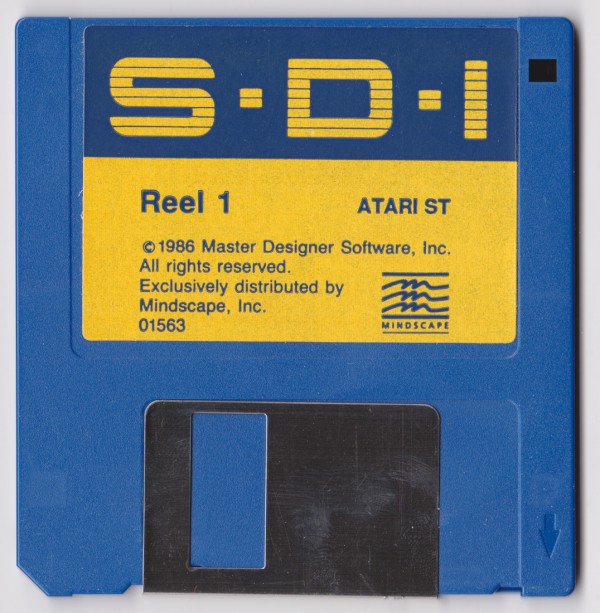 S·D·I
Reel 1
ATARI ST
©1986 Master Designer Software, Inc.
All rights reserved.
Exclusively distributed by
Mindscape, Inc.
01563
MINDSCAPE